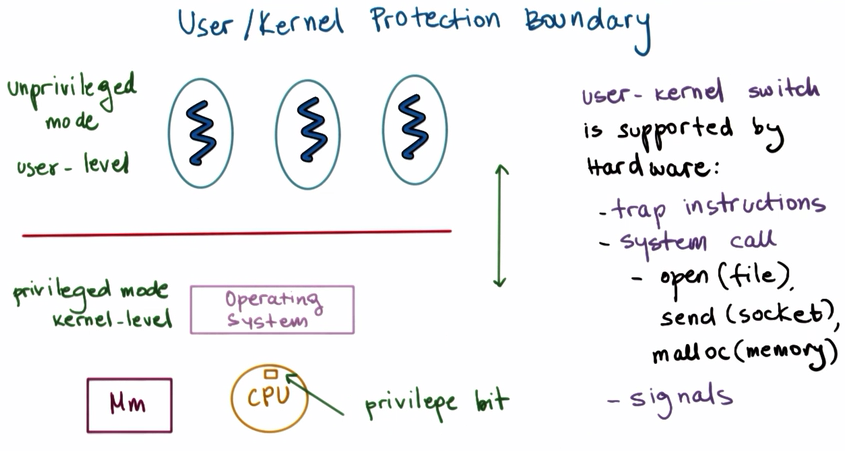 User/Kernel Protection Boundary
unprivileged
mode
user-level
privileged mode
kernel-level
Operating
System
Mm
CPU
privilepe bit
user-kernel switch
is supported by
Hardware:
- trap instructions
- system call
- open (file),
send (socket),
malloc (memory)
- signals